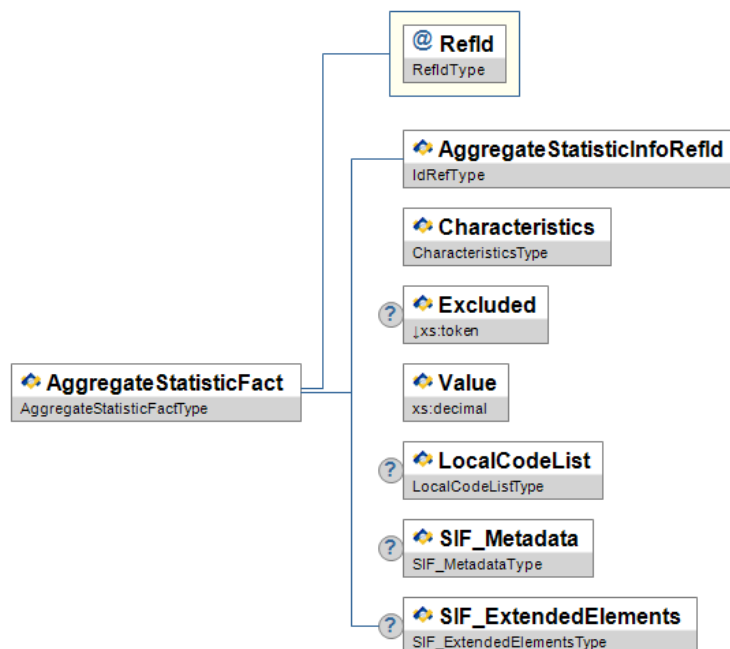 @ RefId
RefIdType
AggregateStatisticInfoRefId
IdRefType
Characteristics
CharacteristicsType
? Excluded
↓xs:token
AggregateStatisticFact
AggregateStatisticFactType
Value
xs:decimal
? LocalCodeList
LocalCodeListType
? SIF_Metadata
SIF_MetadataType
? SIF_ExtendedElements
SIF_ExtendedElementsType